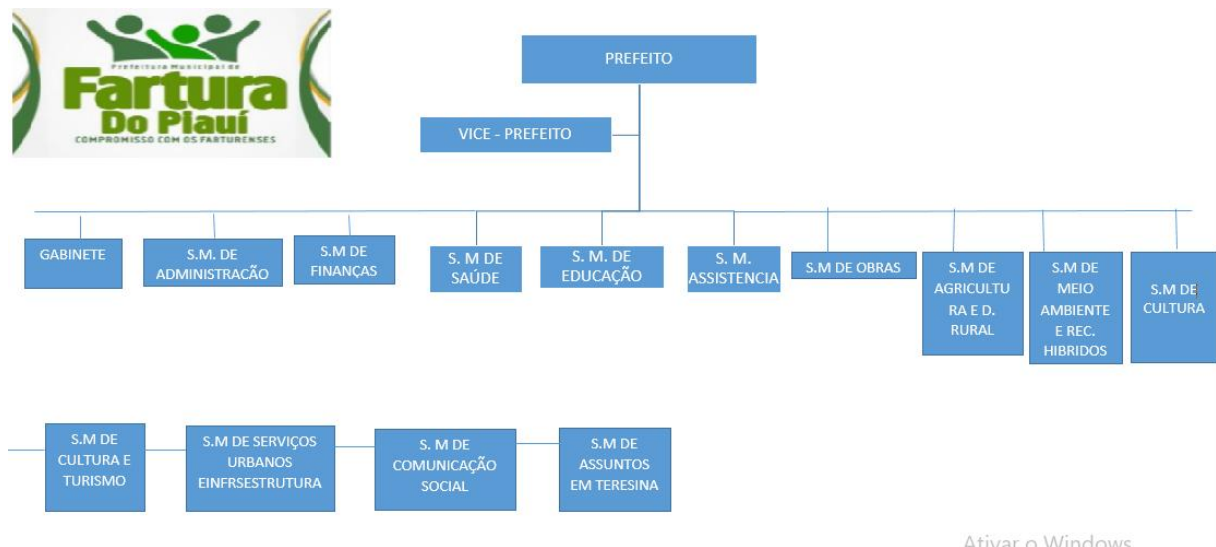 Prefeitura Municipal de
Fartura
Do Piauí
COMPROMISSO COM OS FARTURENSES
PREFEITO
VICE - PREFEITO
GABINETE
S.M. DE
ADMINISTRACÃO
S.M DE
FINANÇAS
S. M DE
SAÚDE
S. M. DE
EDUCAÇÃO
S. M.
ASSISTENCIA
S.M DE OBRAS
S.M DE
AGRICULTU
RA E D.
RURAL
S.M DE
MEIO
AMBIENTE
E REC.
HIBRIDOS
S.M DE
CULTURA
S.M DE
CULTURA E
TURISMO
S.M DE SERVIÇOS
URBANOS
EINFRSESTRUTURA
S. M DE
COMUNICAÇÃO
SOCIAL
S.M DE
ASSUNTOS
EM TERESINA
Ativar o Windows